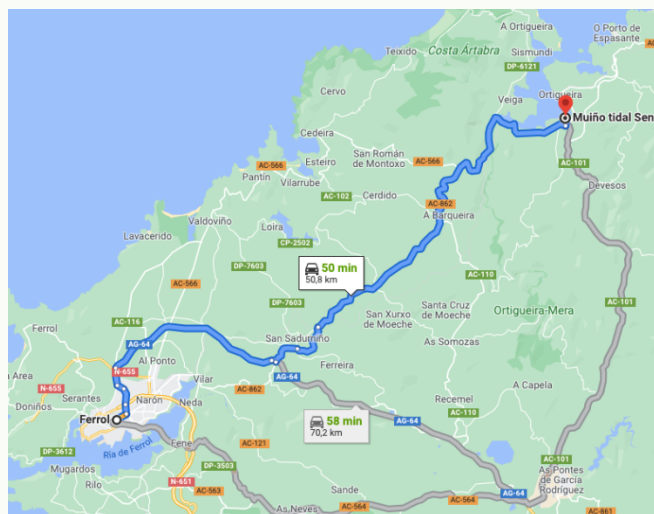 A Ortigueira
O Porto de
Espasante
Teixido
Costa Ártabra
Sismundi
DP-6121
Ortigueira
Cervo
Veiga
Muiño tidal Sen
Cedeira
San Román
de Montoxo
AC-566
Esteiro
AC-566
AC-101
Pantín
Vilarrube
Devesos
AC-102
Cerdido
AC-862
A Barqueira
Valdoviño
Loira
Lavacerido
CP-2502
50 min
50,8 km
DP-7603
AC-110
AC-566
DP-7603
Santa Cruz
de Moeche
Ortigueira-Mera
AC-101
AC-116
San Xurxo
de Moeche
Ferrol
AG-64
San Sadurniño
As Somozas
Al Ponto
Ferreira
N-655
a Area
N-655
Vilar
AG-64
A Capela
Serantes
Narón
AC-862
Recemel
Doniños
Neda
AC-110
Ferrol
58 min
70,2 km
AG-64
Ría de Ferrol
AC-121
DP-3612
Fene
AC-101
Mugardos
DP-3503
As Pontes
de García
Rodríguez
Rilo
N-651
AC-563
Sande
AG-64
As Neves
AC-564
AC-564
AC-861